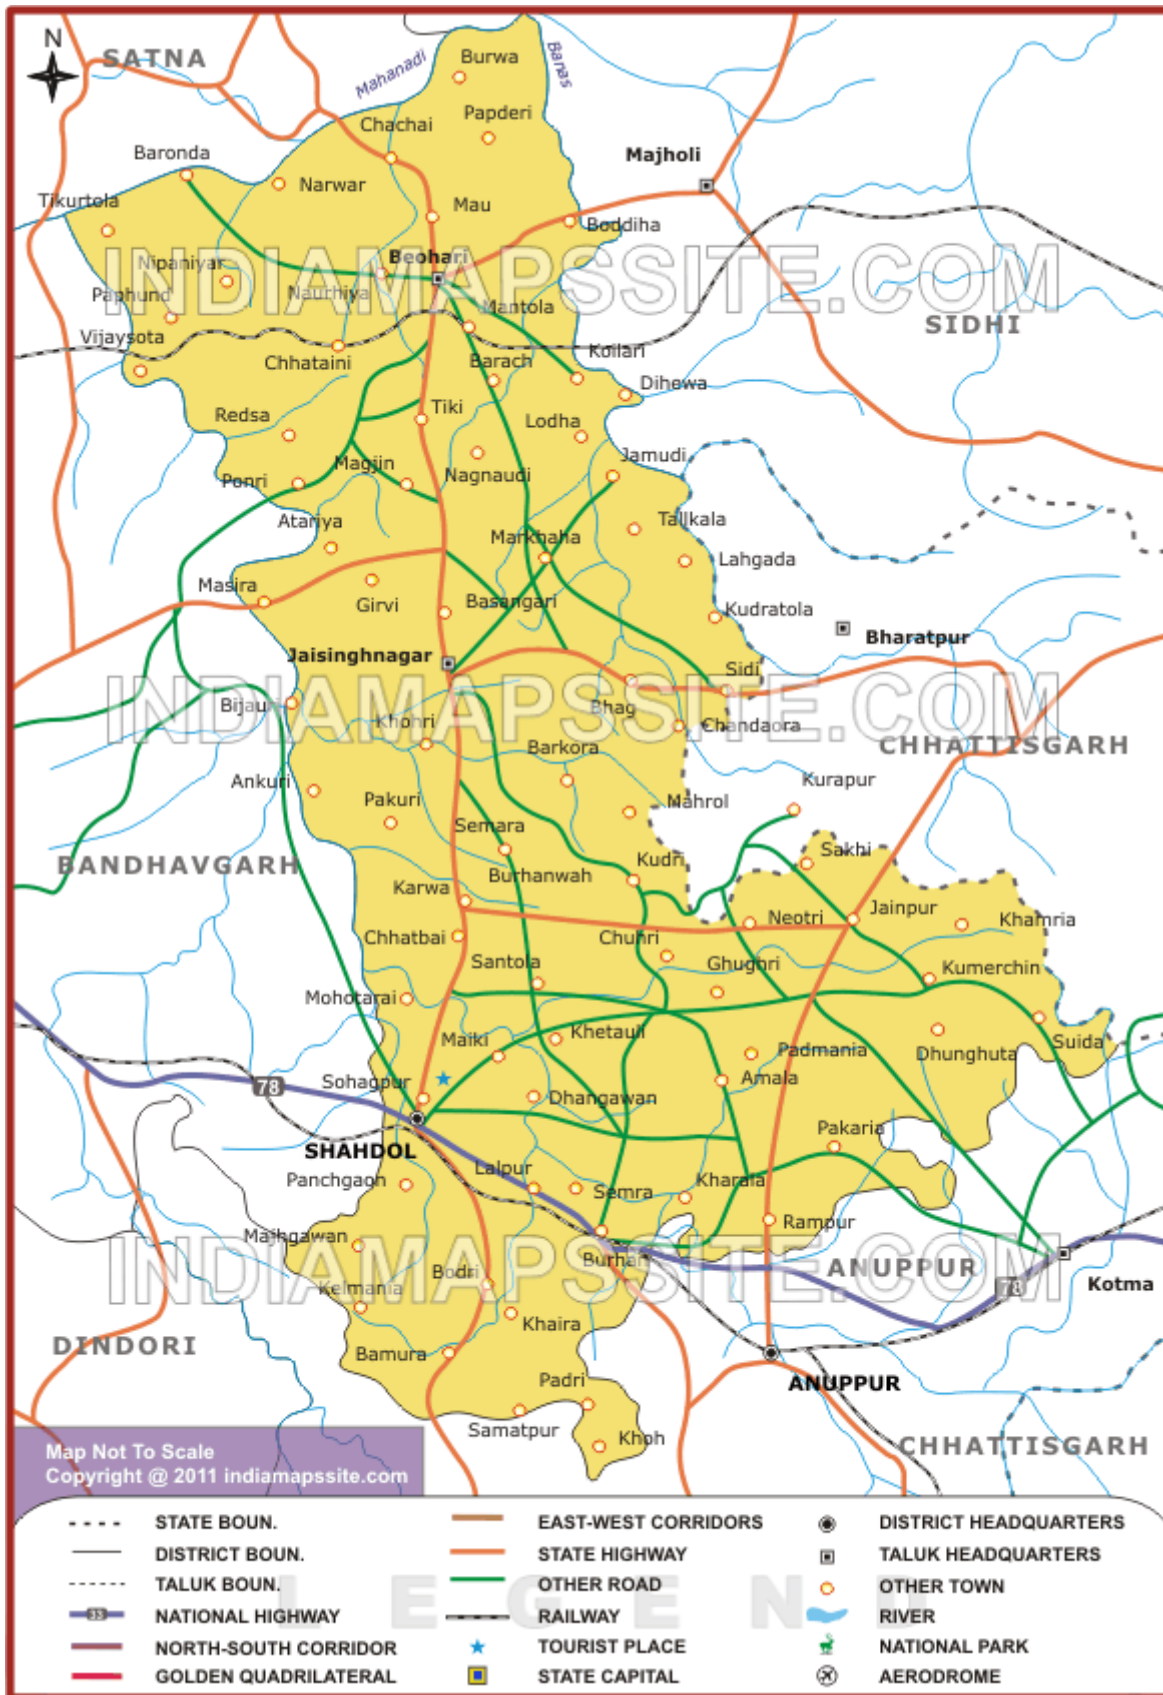 N
SATNA
Mahanadi
Burwa
Banas
Papderi
Chachai
Baronda
Narwar
Majholi
Tikurtola
Mau
Boddiha
INDIAMAPSSITE.COM
Beohari
Nipaniyar
Naurhiya
Paphund
Mantola
SIDHI
Vijaysota
Chhataini
Barach
Kollari
Dihewa
Redsa
Tiki
Lodha
Magjin
Nagnaudi
Jamudi
Ponri
Atariya
Markhaha
Tallkala
Lahgada
Masira
Girvi
Basangari
Kudratola
Bharatpur
Jaisinghnagar
Sidi
INDIAMAPSSITE.COM
Bijauri
Khohri
Bhag
Chandaora
CHHATTISGARH
Barkora
Ankuri
Kurapur
Pakuri
Mahrol
Semara
BANDHAVGARH
Burhanwah
Kudri
Sakhi
Karwa
Neotri
Jainpur
Khamria
Chhatbai
Chuhri
Santola
Ghughri
Kumerchin
Mohotarai
Maiki
Khetauli
Padmania
Dhunghuta
Suida
78
Sohagpur
Dhangawan
Amala
SHAHDOL
Pakaria
Panchgaoh
Lalpur
Semra
Kharala
Rampur
Majhgawan
INDIAMAPSSITE.COM
Burhar
ANUPPUR
Kelmania
Bodri
78
Kotma
Khaira
DINDORI
Bamura
ANUPPUR
Padri
Samatpur
Khoh
CHHATTISGARH
Map Not To Scale
Copyright @ 2011 indiamapssite.com
LEGEND
STATE BOUN.
EAST-WEST CORRIDORS
DISTRICT HEADQUARTERS
DISTRICT BOUN.
STATE HIGHWAY
TALUK HEADQUARTERS
TALUK BOUN.
OTHER ROAD
OTHER TOWN
33
NATIONAL HIGHWAY
RAILWAY
RIVER
NORTH-SOUTH CORRIDOR
TOURIST PLACE
NATIONAL PARK
GOLDEN QUADRILATERAL
STATE CAPITAL
AERODROME